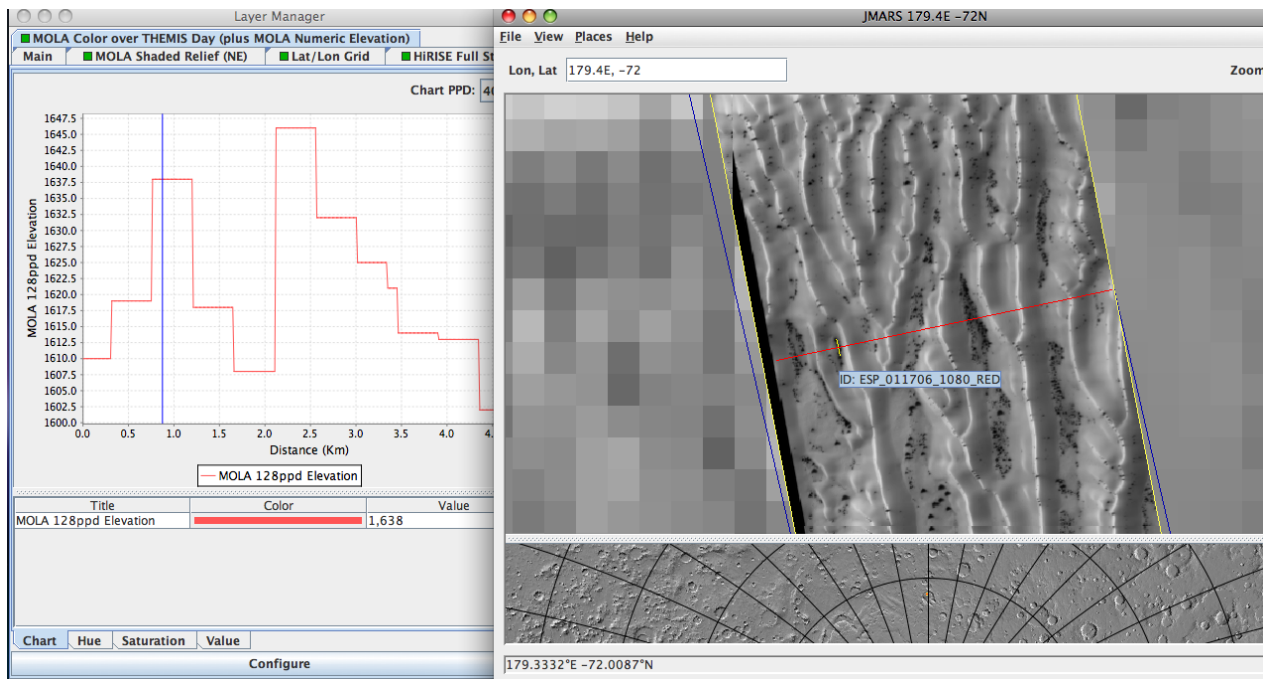 Layer Manager
MOLA Color over THEMIS Day (plus MOLA Numeric Elevation)
Main
MOLA Shaded Relief (NE)
Lat/Lon Grid
HiRISE Full St
Chart PPD:
1647.5
1645.0
1642.5
1640.0
1637.5
1635.0
1632.5
1630.0
1627.5
1625.0
1622.5
1620.0
1617.5
1615.0
1612.5
1610.0
1607.5
1605.0
1602.5
1600.0
MOLA 128ppd Elevation
0.0 0.5 1.0 1.5 2.0 2.5 3.0 3.5 4.0
Distance (Km)
MOLA 128ppd Elevation
Title Color Value
MOLA 128ppd Elevation 1,638
Chart Hue Saturation Value
Configure
JMARS 179.4E -72N
File View Places Help
Lon, Lat 179.4E, -72
Zoom
ID: ESP_011706_1080_RED
179.3332°E -72.0087°N